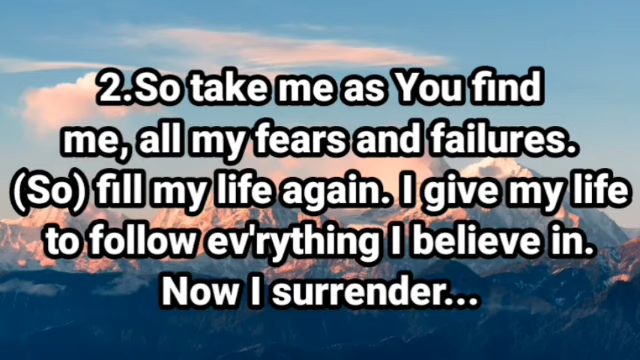 2.So take me as You find
me, all my fears and failures.
(So) fill my life again. I give my life
to follow ev'rything I believe in.
Now I surrender...